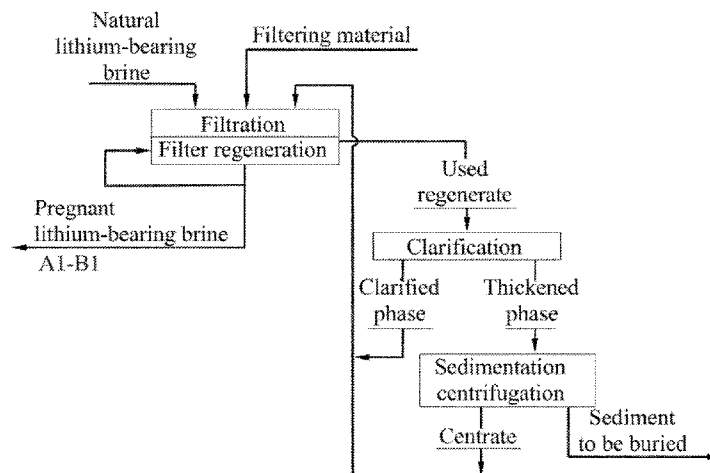 Natural
lithium-bearing
brine
Filtering material
Filtration
Filter regeneration
Used
regenerate
Pregnant
lithium-bearing brine
A1-B1
Clarification
Clarified
phase
Thickened
phase
Sedimentation
centrifugation
Centrate
Sediment
to be buried